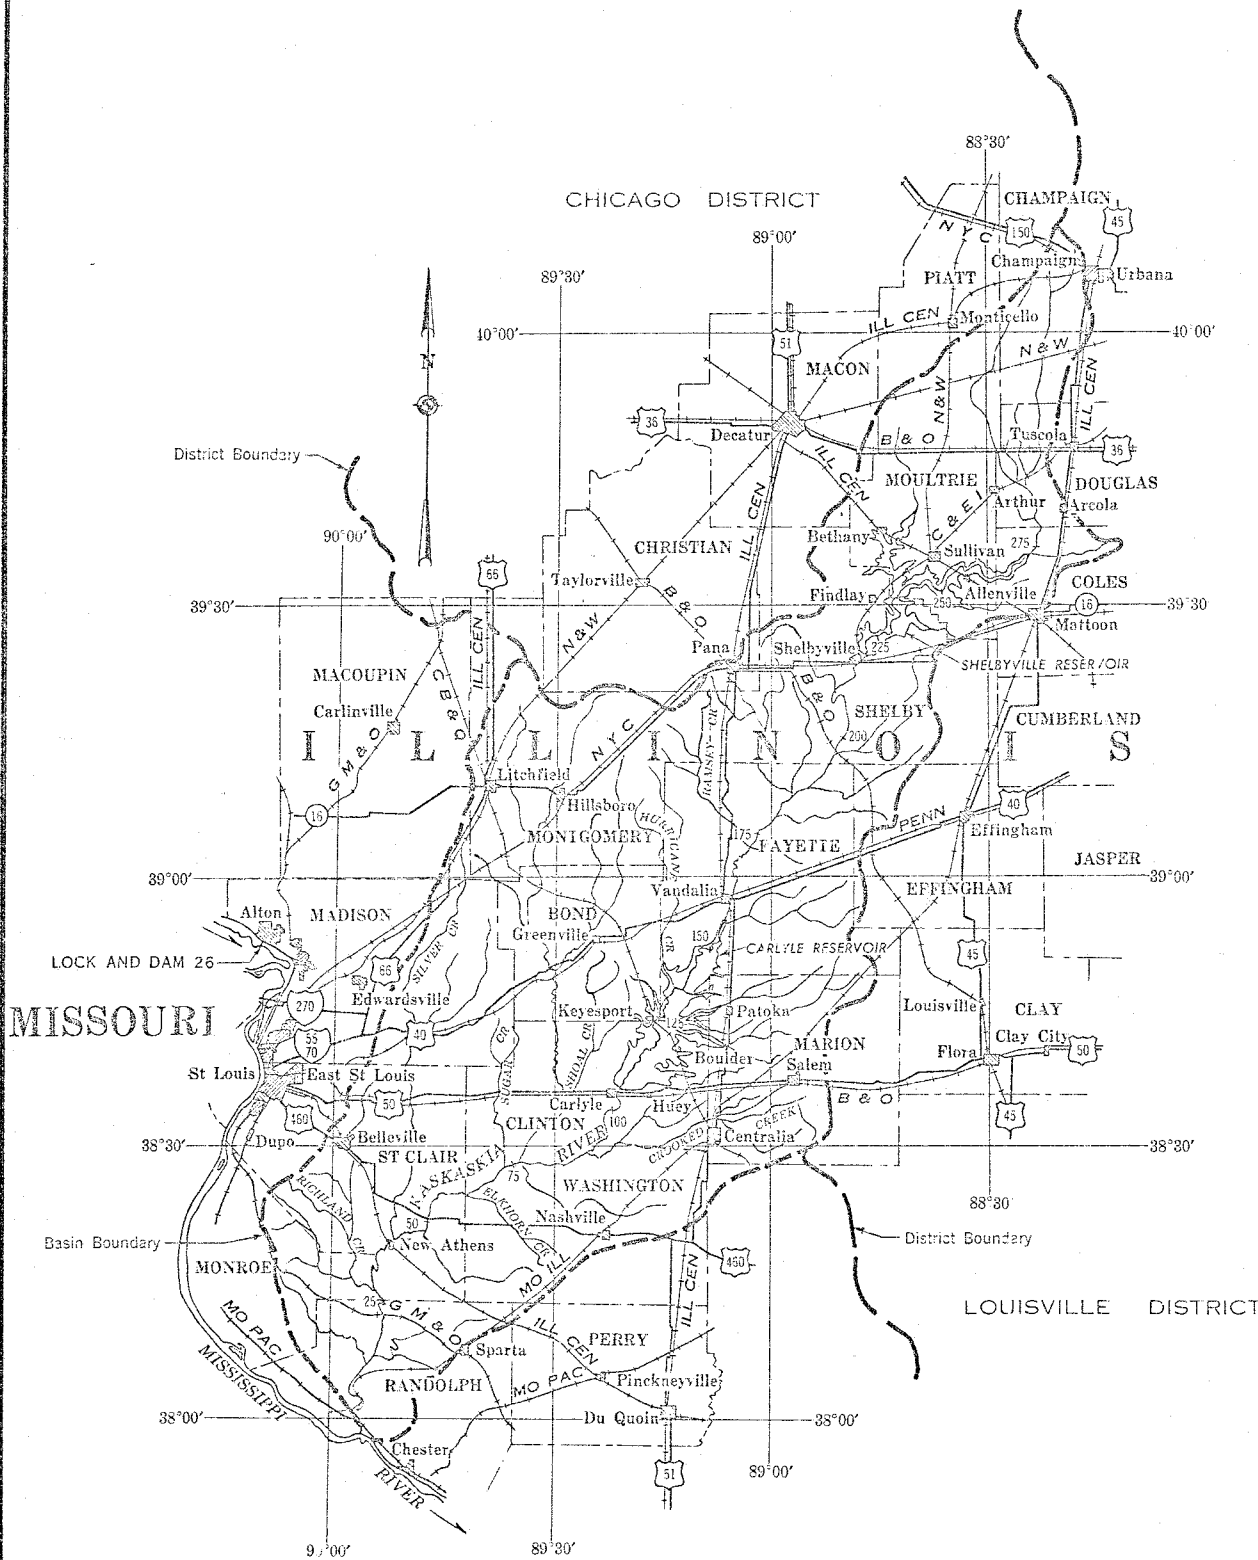 88°30'
CHICAGO DISTRICT
CHAMPAIGN
45
89°00'
NYC
150
Champaign
89°30'
PIATT
Urbana
ILL CEN
Monticello
40°00'
40°00'
51
N & W
N
MACON
ILL CEN
N&W
36
Decatur
B & O
Tuscola
36
District Boundary
ILL CEN
MOULTRIE
DOUGLAS
ILL CEN
Arthur
Arcola
C & E I
90°00'
Bethany
275
CHRISTIAN
Sullivan
66
Taylorville
COLES
Findlay
Allenville
250
16
39°30'
39°30
B & O
N&W
ILL CEN
Mattoon
Pana
Shelbyville
225
SHELBYVILLE RESERVOIR
MACOUPIN
C B & Q
B & O
SHELBY
Carlinville
RAMSEY CR
CUMBERLAND
NYC
200
ILLINOIS
G M & O
Litchfield
40
16
Hillsboro
HURRICANE
PENN
Effingham
MONTGOMERY
175
FAYETTE
JASPER
39°00'
39°00'
Vandalia
EFFINGHAM
Alton
MADISON
BOND
Greenville
150
CR
CARLYLE RESERVOIR
SILVER CR
LOCK AND DAM 26
66
45
270
Edwardsville
Louisville
CLAY
MISSOURI
Keyesport
125
Patoka
40
55
70
CR
Clay City
50
SHOAL CR
MARION
Boulder
Flora
Salem
St Louis
East St Louis
SUGAR
50
Carlyle
Huey
B & O
460
45
100
CLINTON
CREEK
Dupo
Belleville
RIVER
CROOKED
Centralia
38°30'
38°30'
ST CLAIR
KASKASKIA
75
WASHINGTON
RICHLAND CR
ELKHORN CR
88°30'
50
Nashville
Basin Boundary
New Athens
District Boundary
460
MONROE
MO ILL
ILL CEN
25
G M & O
LOUISVILLE DISTRICT
MO PAC
ILL CEN
PERRY
Sparta
MISSISSIPPI
RANDOLPH
MO PAC
Pinckneyville
38°00'
Du Quoin
38°00'
Chester
51
89°00'
RIVER
89°30'